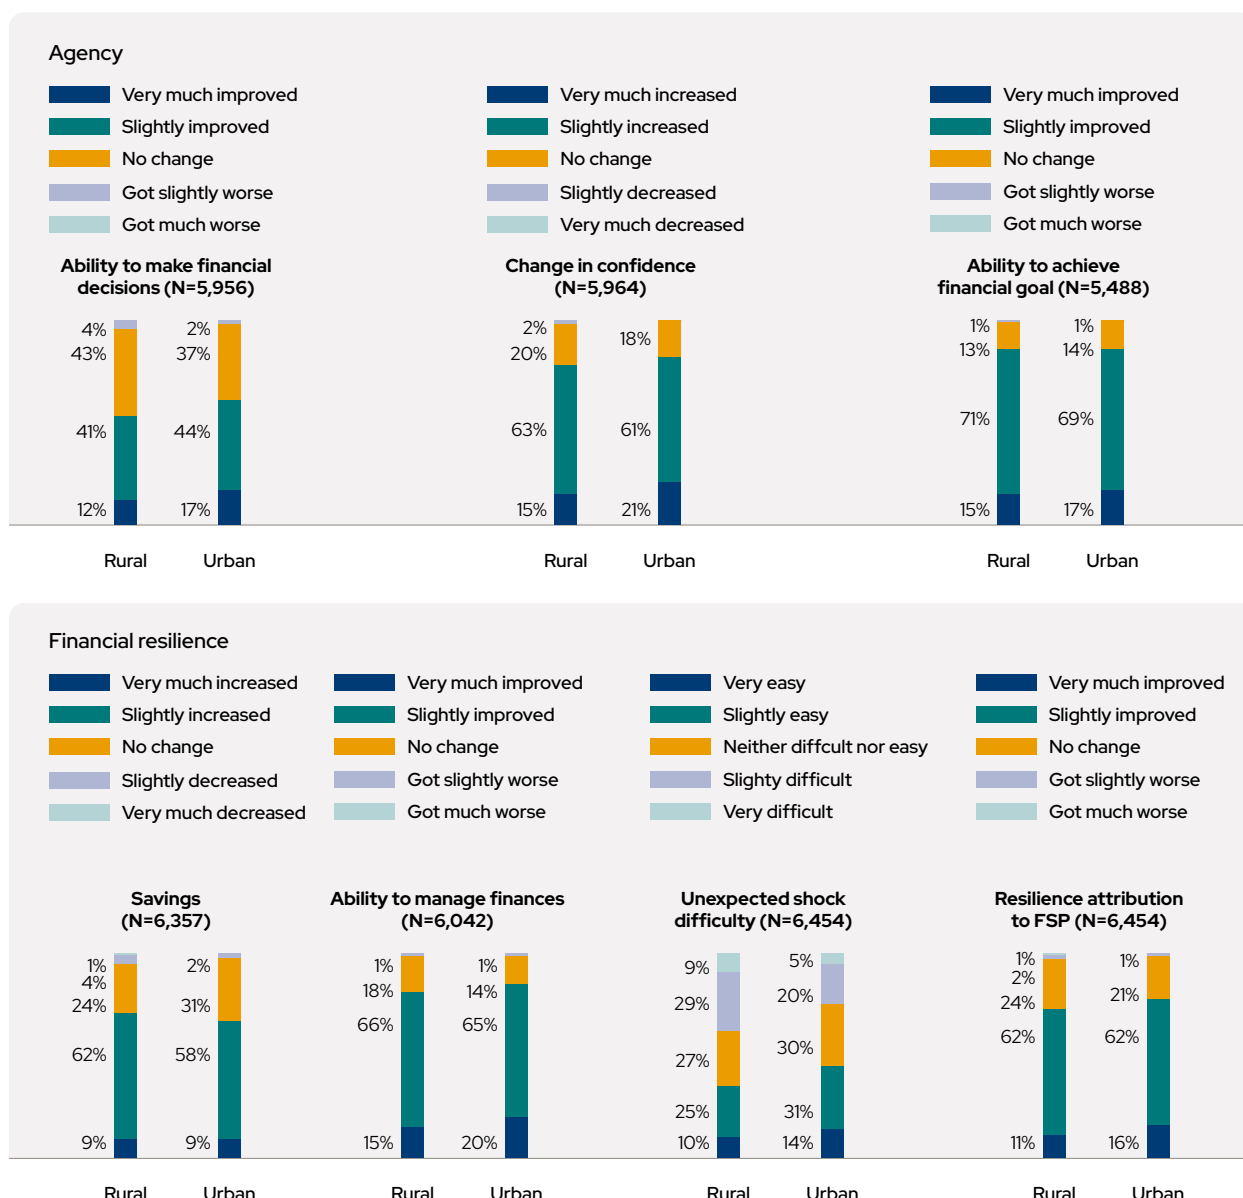 Agency
Very much improved
Slightly improved
No change
Got slightly worse
Got much worse
Very much increased
Slightly increased
No change
Slightly decreased
Very much decreased
Very much improved
Slightly improved
No change
Got slightly worse
Got much worse
Ability to make financial
decisions (N=5,956)
4%
43%
41%
12%
2%
37%
44%
17%
Rural
Urban
Change in confidence
(N=5,964)
2%
20%
63%
15%
18%
61%
21%
Rural
Urban
Ability to achieve
financial goal (N=5,488)
1%
13%
71%
15%
1%
14%
69%
17%
Rural
Urban
Financial resilience
Very much increased
Slightly increased
No change
Slightly decreased
Very much decreased
Very much improved
Slightly improved
No change
Got slightly worse
Got much worse
Very easy
Slightly easy
Neither diffcult nor easy
Slighty difficult
Very difficult
Very much improved
Slightly improved
No change
Got slightly worse
Got much worse
Savings
(N=6,357)
1%
4%
24%
62%
9%
2%
31%
58%
9%
Rural
Urban
Ability to manage finances
(N=6,042)
1%
18%
66%
15%
1%
14%
65%
20%
Rural
Urban
Unexpected shock
difficulty (N=6,454)
9%
29%
27%
25%
10%
5%
20%
30%
31%
14%
Rural
Urban
Resilience attribution
to FSP (N=6,454)
1%
2%
24%
62%
11%
1%
21%
62%
16%
Rural
Urban